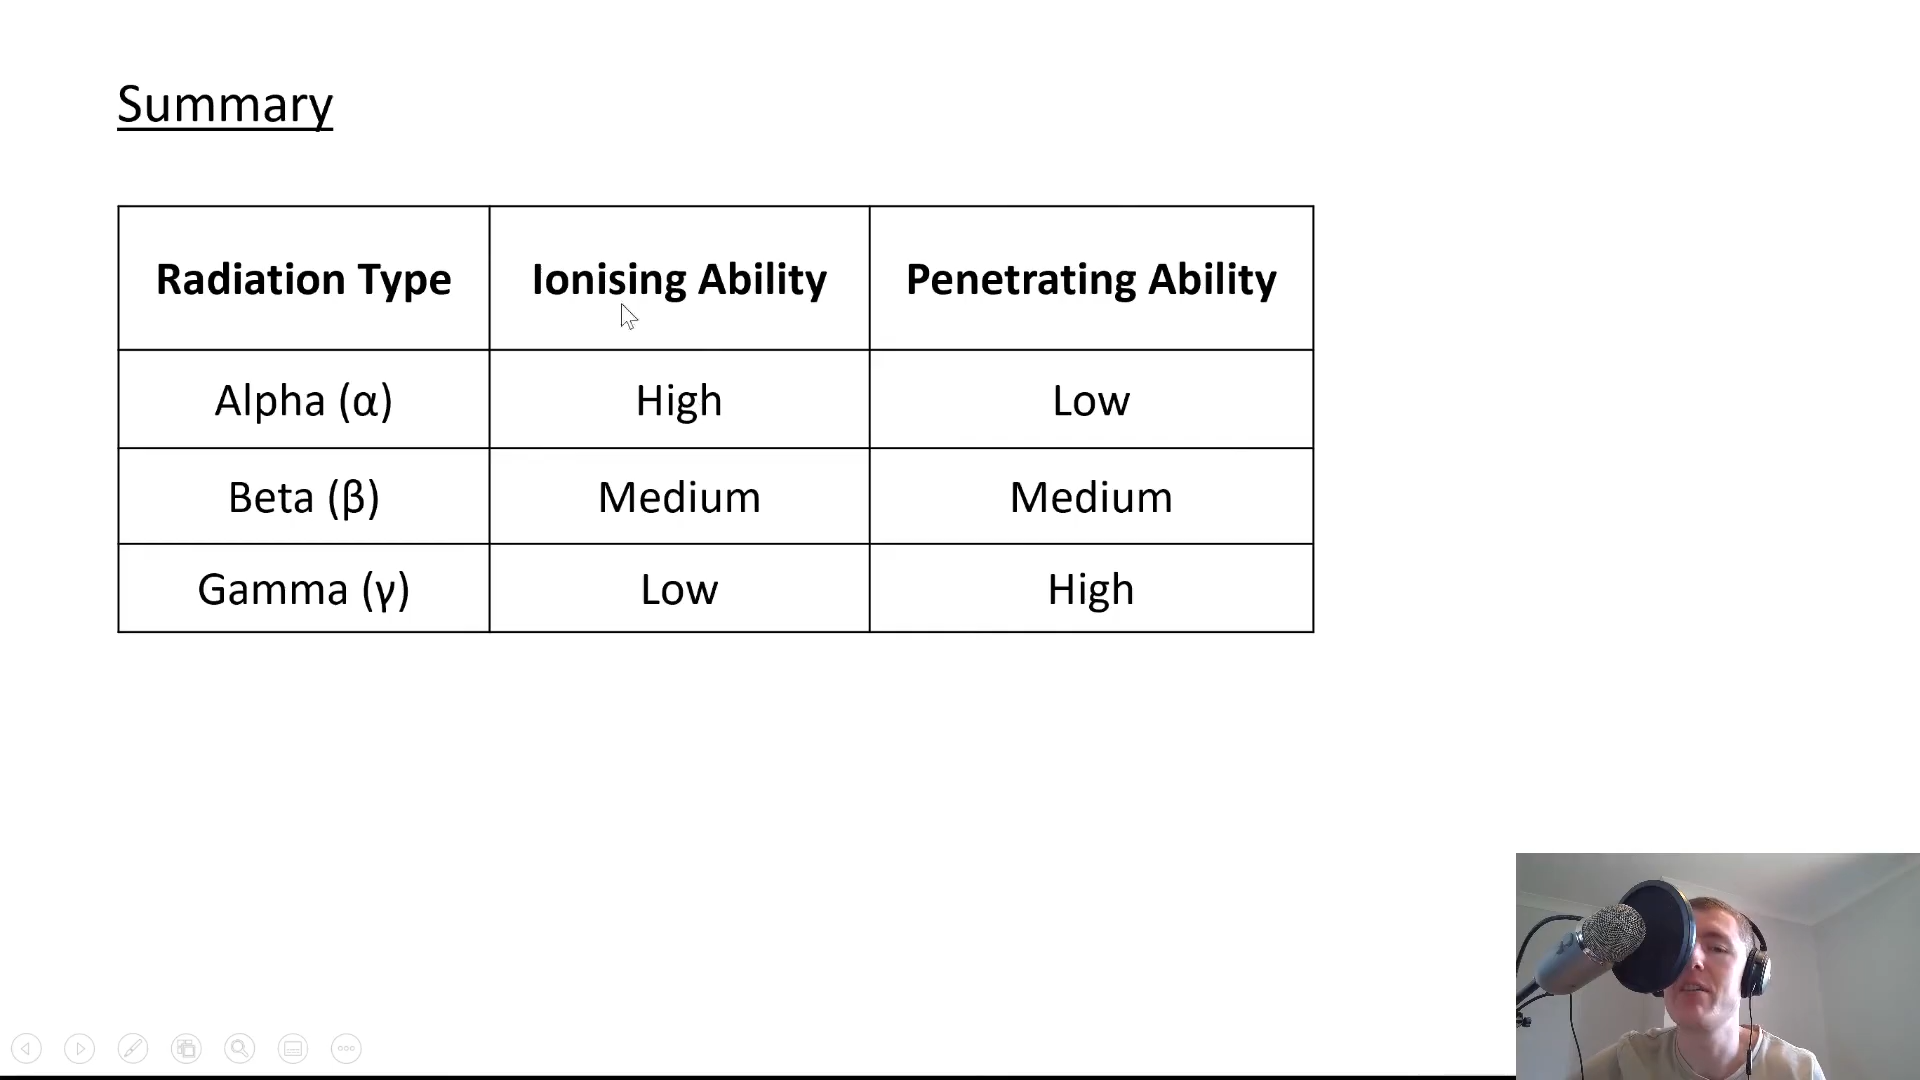 Summary
Radiation Type Ionising Ability Penetrating Ability
Alpha (α) High Low
Beta (β) Medium Medium
Gamma (γ) Low High